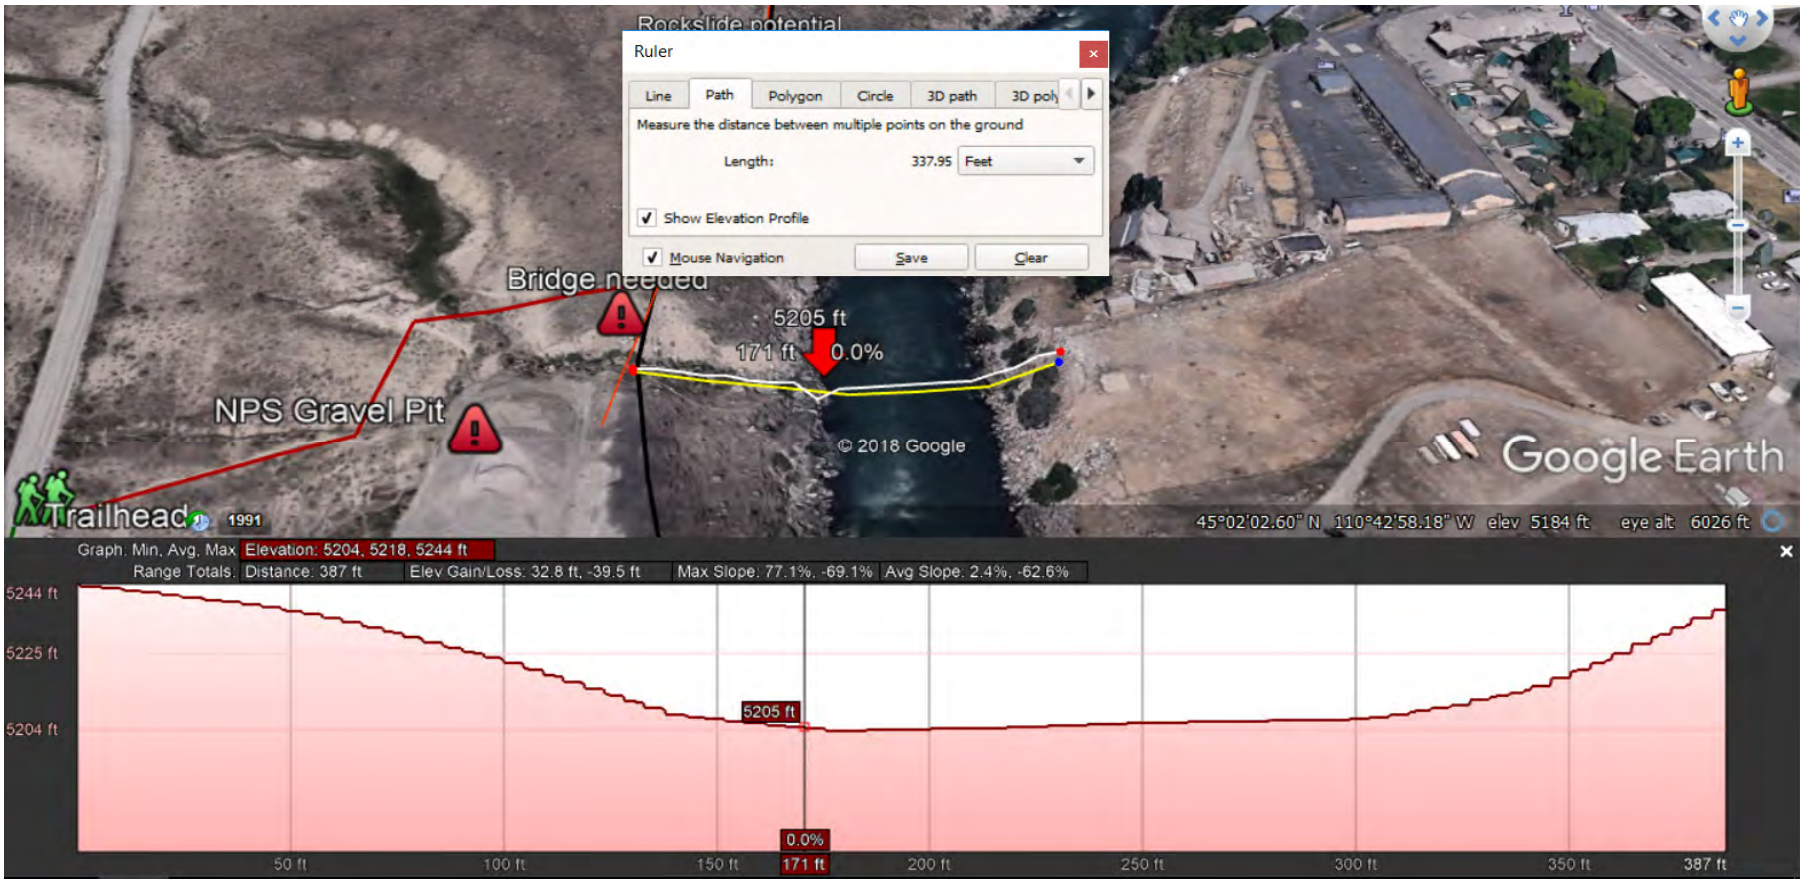 Rockslide potential
Ruler
Line Path Polygon Circle 3D path 3D poly
Measure the distance between multiple points on the ground
Length: 337.95 Feet
Show Elevation Profile
Mouse Navigation Save Clear
Bridge needed
5205 ft
171 ft 0.0%
NPS Gravel Pit
© 2018 Google
Google Earth
Trailhead
1991
45°02'02.60" N 110°42'58.18" W elev 5184 ft eye alt 6026 ft
Graph: Min, Avg, Max Elevation: 5204, 5218, 5244 ft
Range Totals: Distance: 387 ft Elev Gain/Loss: 32.8 ft, -39.5 ft Max Slope: 77.1%, -69.1% Avg Slope: 2.4%, -62.6%
5244 ft
5225 ft
5205 ft
5204 ft
0.0%
50 ft 100 ft 150 ft 171 ft 200 ft 250 ft 300 ft 350 ft 387 ft